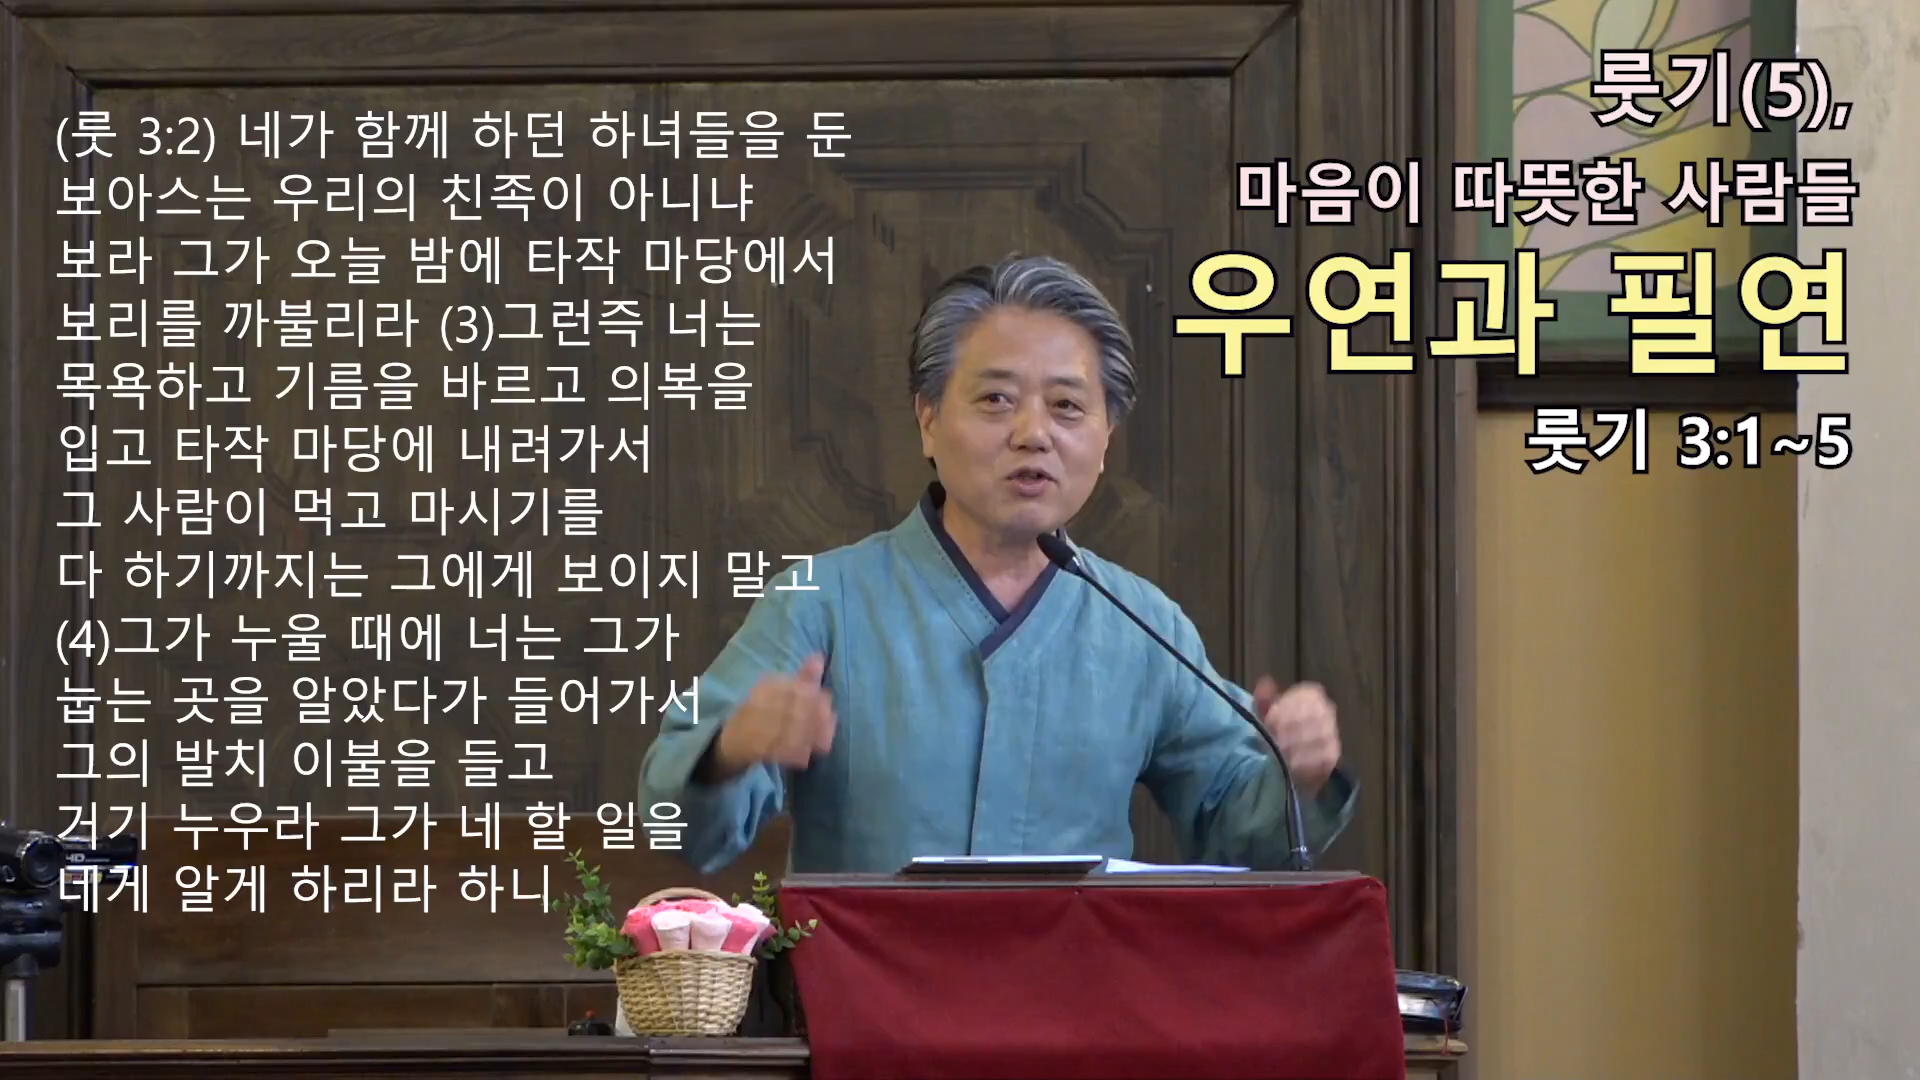 (룻 3:2) 네가 함께 하던 하녀들을 둔
보아스는 우리의 친족이 아니냐
보라 그가 오늘 밤에 타작 마당에서
보리를 까불리라 (3)그런즉 너는
목욕하고 기름을 바르고 의복을
입고 타작 마당에 내려가서
그 사람이 먹고 마시기를
다 하기까지는 그에게 보이지 말고
(4)그가 누울 때에 너는 그가
눕는 곳을 알았다가 들어가서
그의 발치 이불을 들고
거기 누우라 그가 네 할 일을
네게 알게 하리라 하니
룻기(5),
마음이 따뜻한 사람들
우연과 필연
룻기 3:1~5
HD